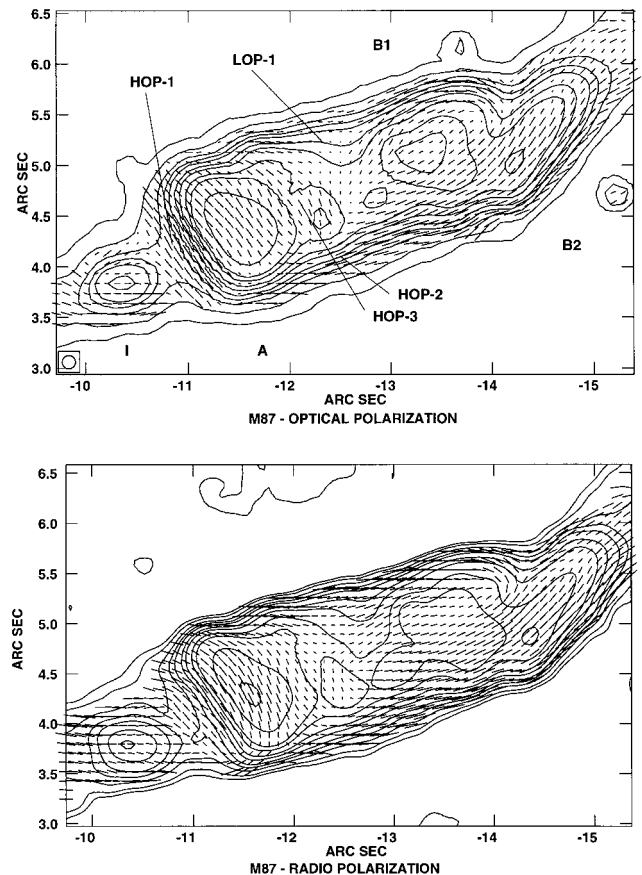 6.5
6.0
5.5
5.0
4.5
4.0
3.5
3.0
ARC SEC
HOP-1
LOP-1
B1
B2
HOP-2
HOP-3
I
A
-10
-11
-12
-13
-14
-15
ARC SEC
M87 - OPTICAL POLARIZATION
6.5
6.0
5.5
5.0
4.5
4.0
3.5
3.0
ARC SEC
-10
-11
-12
-13
-14
-15
ARC SEC
M87 - RADIO POLARIZATION